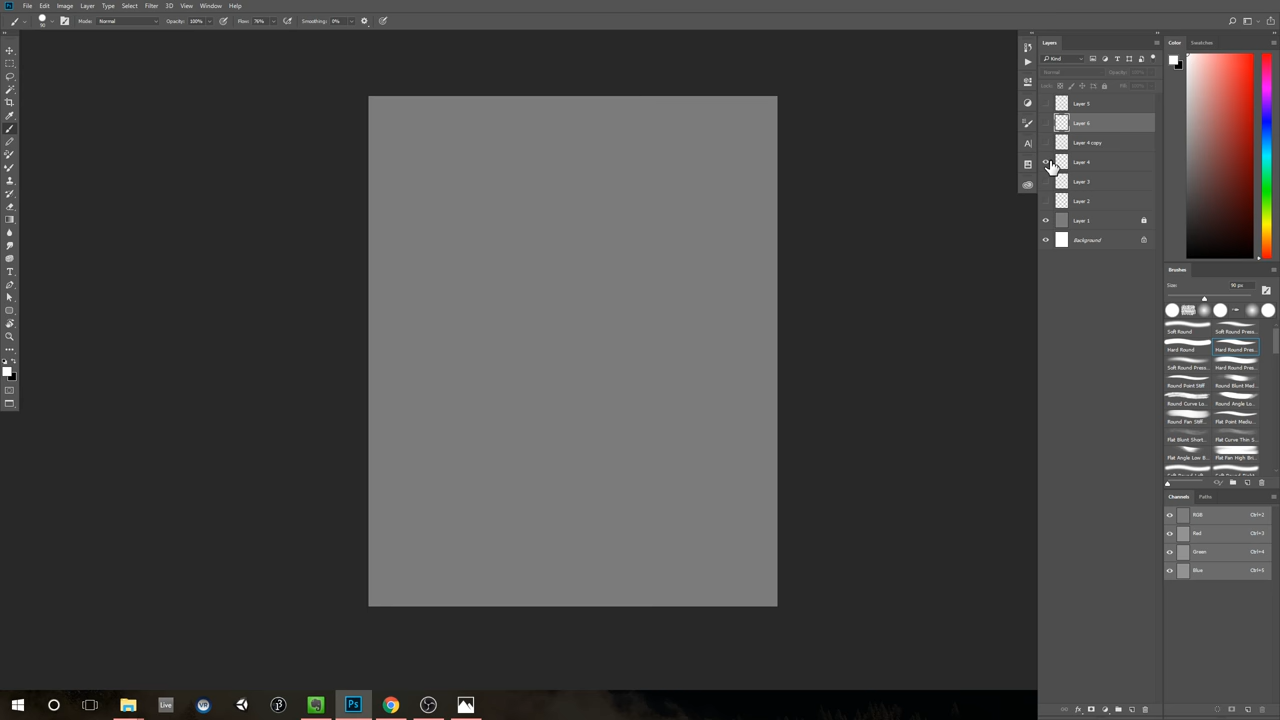 Ps File Edit Image Layer Type Select Filter 3D View Window Help
90 Mode: Normal Opacity: 100% Flow: 76% Smoothing: 0%
Layers
Kind
Normal Opacity: 100%
Lock: Fill: 100%
Layer 5
Layer 6
Layer 4 copy
Layer 4
Layer 3
Layer 2
Layer 1
Background
Color Swatches
Brushes
Size: 90 px
Soft Round Soft Round Press...
Hard Round Hard Round Pres...
Soft Round Press... Hard Round Pres...
Round Point Stiff Round Blunt Med...
Round Curve Lo... Round Angle Lo...
Round Fan Stiff... Flat Point Mediu...
Flat Blunt Short... Flat Curve Thin S...
Flat Angle Low B... Flat Fan High Bri...
Channels Paths
RGB Ctrl+2
Red Ctrl+3
Green Ctrl+4
Blue Ctrl+5
Live VR Ps